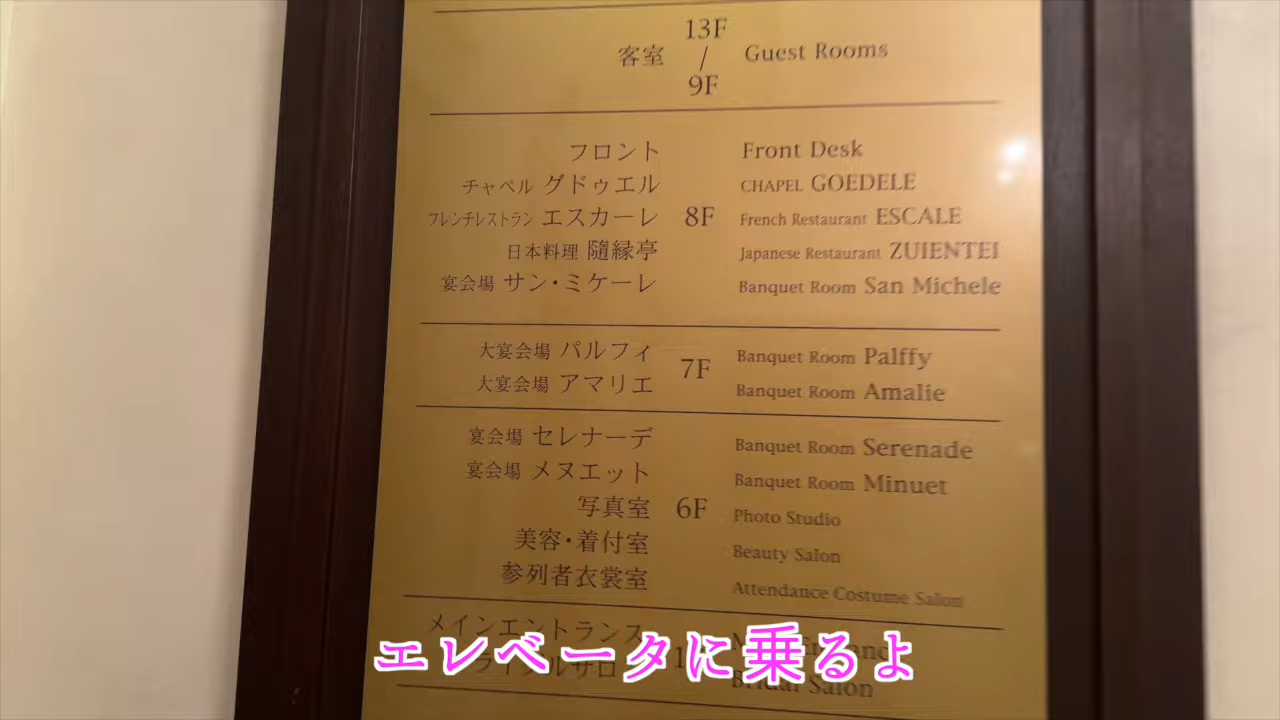 13F
客室 / Guest Rooms
9F
フロント Front Desk
チャペル グドゥエル CHAPEL GOEDELE
フレンチレストラン エスカーレ 8F French Restaurant ESCALE
日本料理 隨縁亭 Japanese Restaurant ZUIENTEI
宴会場 サン・ミケーレ Banquet Room San Michele
大宴会場 パルフィ 7F Banquet Room Palffy
大宴会場 アマリエ Banquet Room Amalie
宴会場 セレナーデ Banquet Room Serenade
宴会場 メヌエット Banquet Room Minuet
写真室 6F Photo Studio
美容・着付室 Beauty Salon
参列者衣裳室 Attendance Costume Salon
メインエントランス
Bridal Salon
エレベータに乗るよ